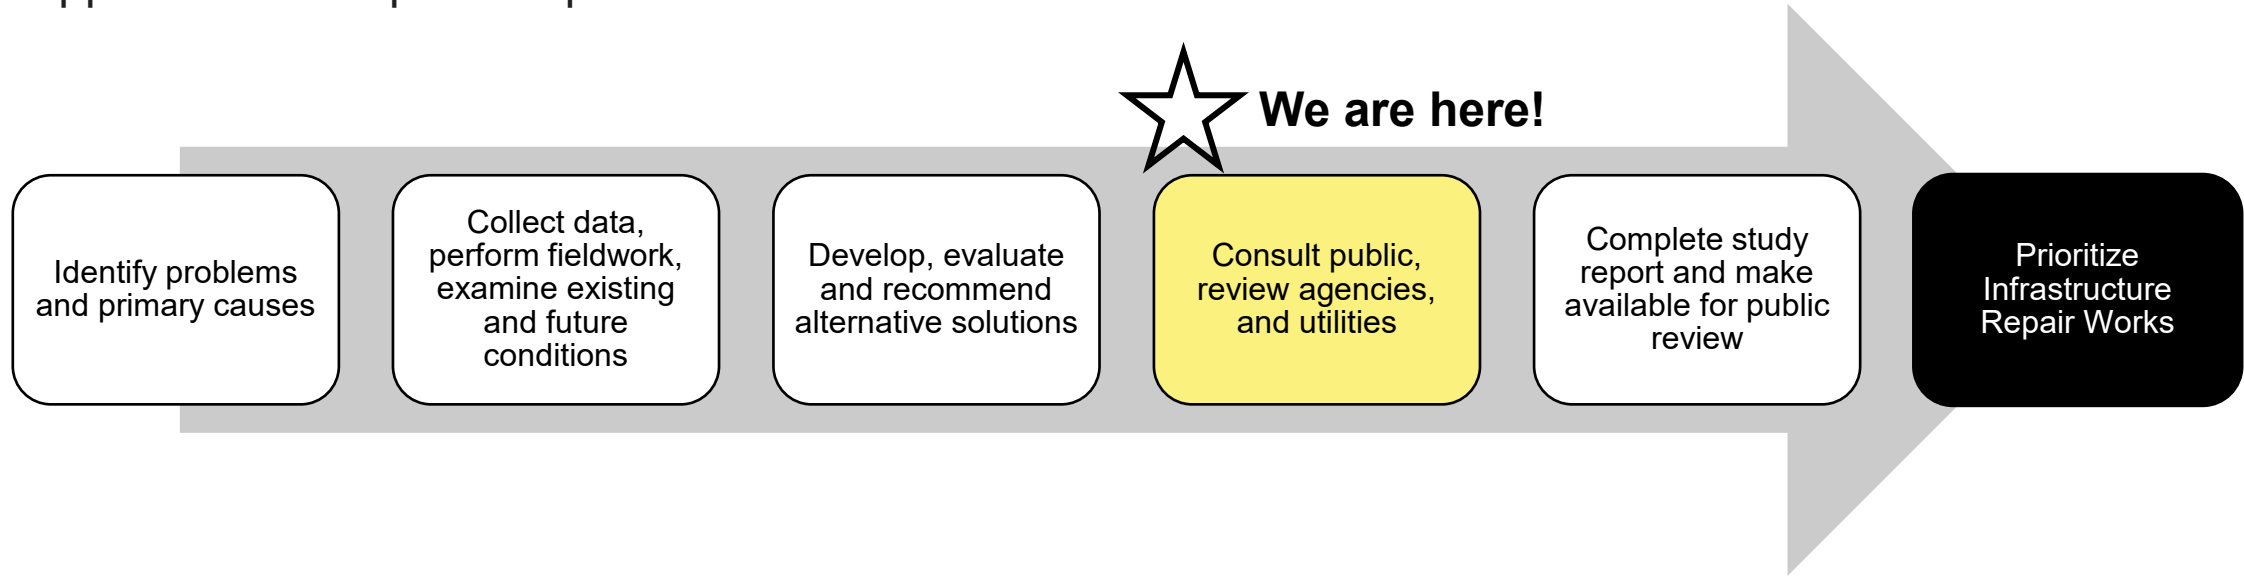 We are here!
Identify problems
and primary causes
Collect data,
perform fieldwork,
examine existing
and future
conditions
Develop, evaluate
and recommend
alternative solutions
Consult public,
review agencies,
and utilities
Complete study
report and make
available for public
review
Prioritize
Infrastructure
Repair Works